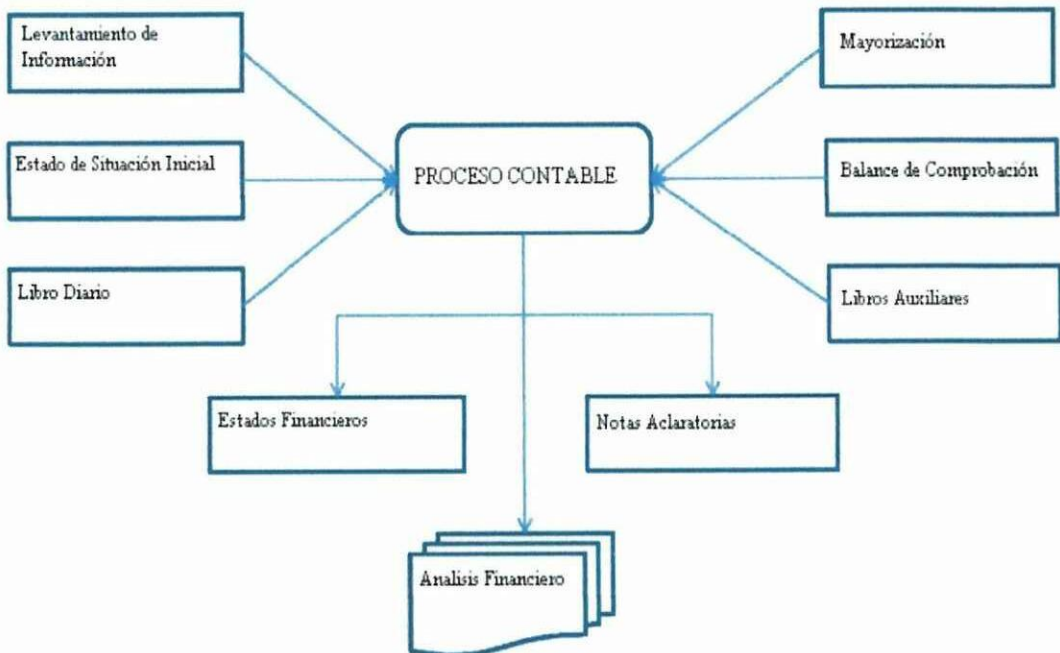 Levantamiento de
Información
Mayorización
PROCESO CONTABLE
Estado de Situación Inicial
Balance de Comprobación
Libro Diario
Libros Auxiliares
Estados Financieros
Notas Aclaratorias
Analisis Financiero